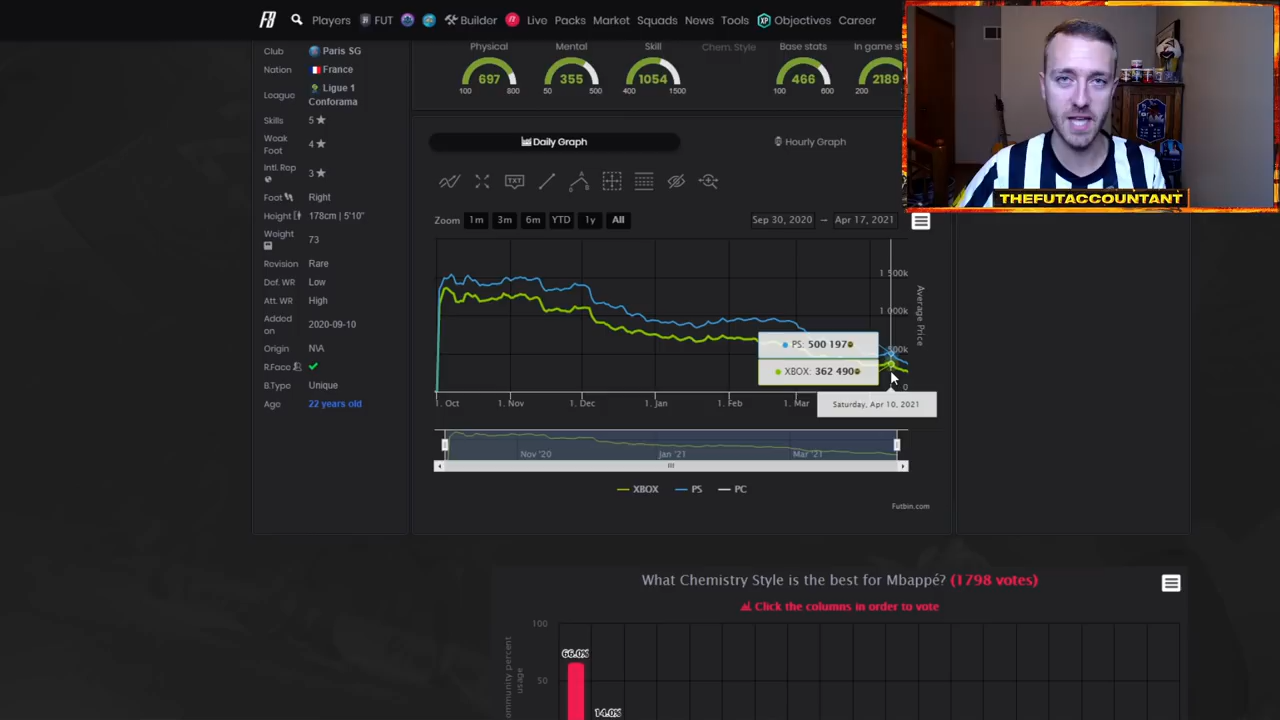 F8 Players FUT Builder Live Packs Market Squads News Tools XP Objectives Career
Club Paris SG
Nation France
League Ligue 1 Conforama
Skills 5★
Weak Foot 4★
Intl. Rep 3★
Foot Right
Height 178cm | 5'10"
Weight 73
Revision Rare
Def. WR Low
Att. WR High
Added on 2020-09-10
Origin N\A
R.Face
B.Type Unique
Age 22 years old
Physical Mental Skill Chem. Style Base stats In game st
697 355 1054 466 2189
100 800 100 500 400 1500 100 600 200
Daily Graph Hourly Graph
TXT
Zoom 1m 3m 6m YTD 1y All Sep 30, 2020 → Apr 17, 2021
1 500k
1 000k
500k
0
Average Price
PS: 500 197
XBOX: 362 490
Saturday, Apr 10, 2021
1. Oct 1. Nov 1. Dec 1. Jan 1. Feb 1. Mar
Nov '20 Jan '21 Mar '21
XBOX PS PC
Futbin.com
What Chemistry Style is the best for Mbappé? (1798 votes)
Click the columns in order to vote
100
50
66.0%
14.0%
usage
THEFUTACCOUNTANT